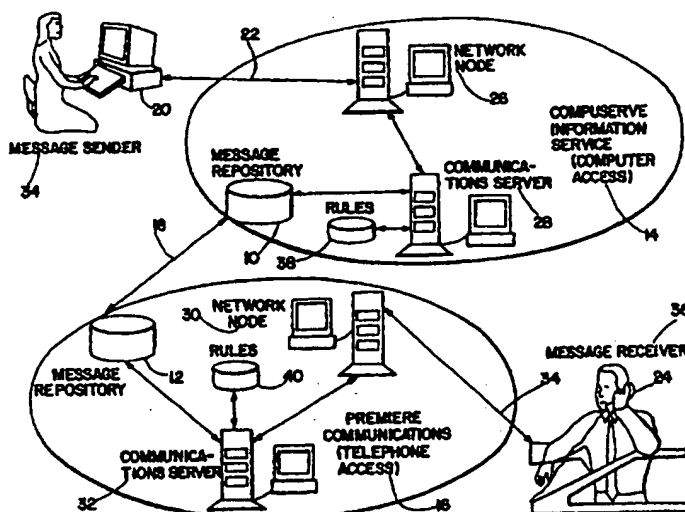 22
20
NETWORK
NODE
26
MESSAGE SENDER
34
COMPUSERVE
INFORMATION
SERVICE
(COMPUTER
ACCESS)
14
MESSAGE
REPOSITORY
10
COMMUNICA-
TIONS SERVER
28
RULES
38
18
30
NETWORK
NODE
MESSAGE
REPOSITORY
12
RULES
40
MESSAGE RECEIVER
36
24
34
COMMUNICA-
TIONS SERVER
32
PREMIERE
COMMUNICATIONS
(TELEPHONE
ACCESS)
16